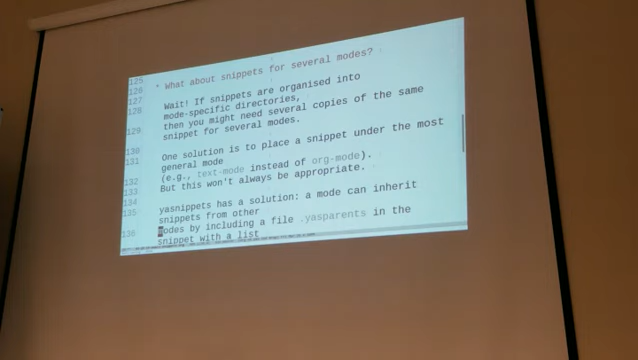 125
* What about snippets for several modes?
126
127 Wait! If snippets are organised into
128 mode-specific directories,
then you might need several copies of the same
129 snippet for several modes.
130
131 One solution is to place a snippet under the most
general mode
132 (e.g., text-mode instead of org-mode).
133 But this won't always be appropriate.
134
135 yasnippets has a solution: a mode can inherit
snippets from other
136 modes by including a file .yasparents in the
snippet with a list